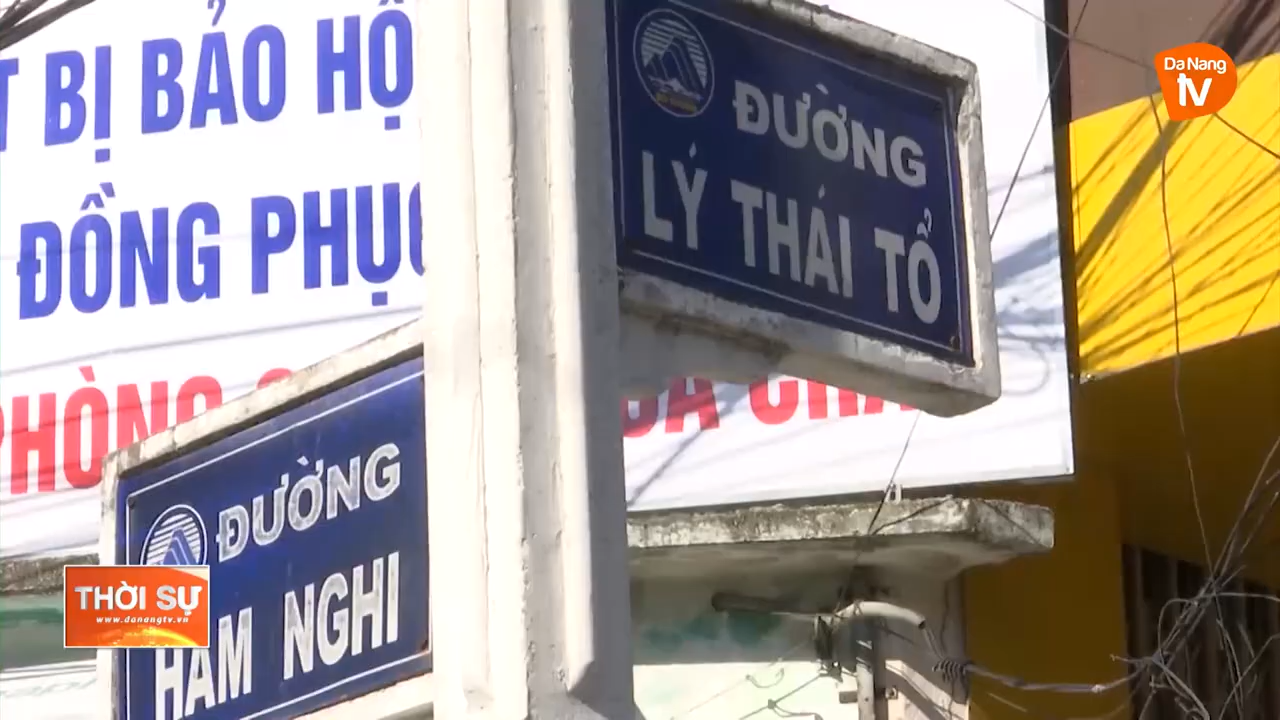 T BỊ BẢO HỘ
ĐỒNG PHỤC
PHÒNG
ĐƯỜNG
LÝ THÁI TỔ
Da Nang
tv
ĐƯỜNG
HÀM NGHI
THỜI SỰ
www.danangtv.vn